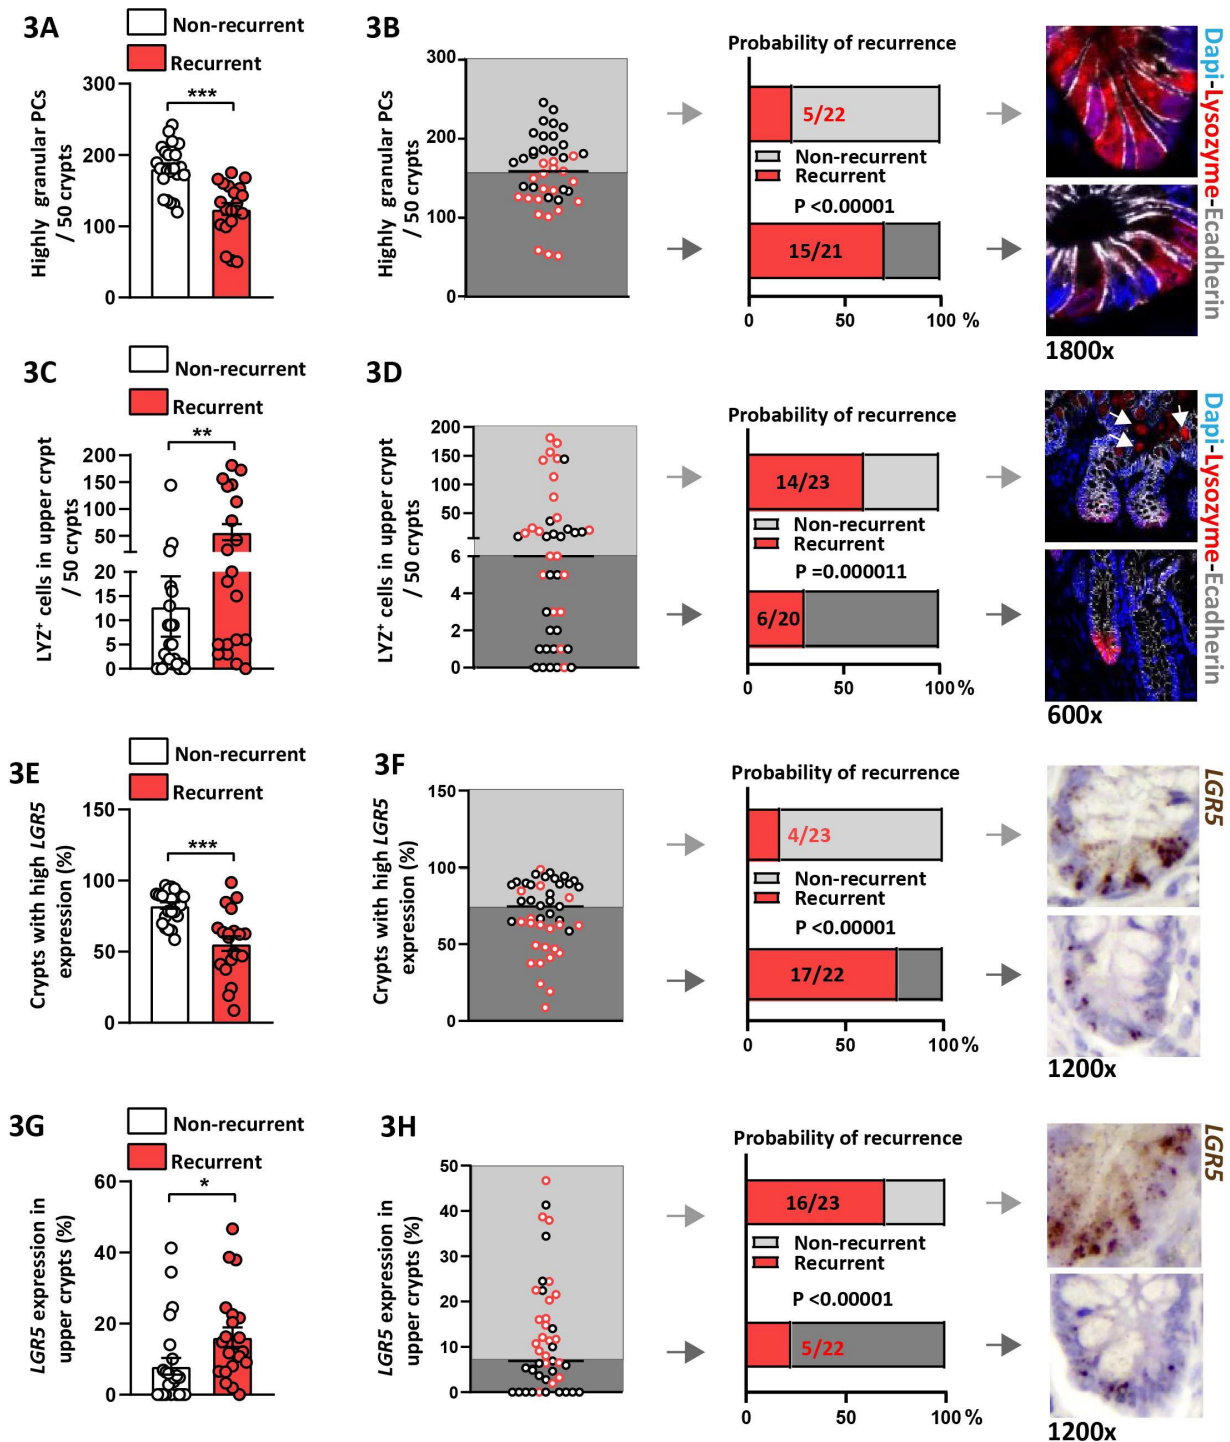 3A
Non-recurrent
Recurrent
Highly granular PCs
/ 50 crypts
300
200
100
0
***
3B
Highly granular PCs
/ 50 crypts
300
200
100
0
Probability of recurrence
5/22
Non-recurrent
Recurrent
P <0.00001
15/21
0 50 100 %
Dapi-Lysozyme-Ecadherin
1800x
3C
Non-recurrent
Recurrent
LYZ⁺ cells in upper crypt
/ 50 crypts
200
150
100
50
20
15
10
5
0
**
3D
LYZ⁺ cells in upper crypt
/ 50 crypts
200
150
100
50
6
4
2
0
Probability of recurrence
14/23
Non-recurrent
Recurrent
P =0.000011
6/20
0 50 100 %
Dapi-Lysozyme-Ecadherin
600x
3E
Non-recurrent
Recurrent
Crypts with high LGR5
expression (%)
150
100
50
0
***
3F
Crypts with high LGR5
expression (%)
150
100
50
0
Probability of recurrence
4/23
Non-recurrent
Recurrent
P <0.00001
17/22
0 50 100 %
LGR5
1200x
3G
Non-recurrent
Recurrent
LGR5 expression in
upper crypts (%)
60
40
20
0
*
3H
LGR5 expression in
upper crypts (%)
50
40
30
20
10
0
Probability of recurrence
16/23
Non-recurrent
Recurrent
P <0.00001
5/22
0 50 100 %
LGR5
1200x